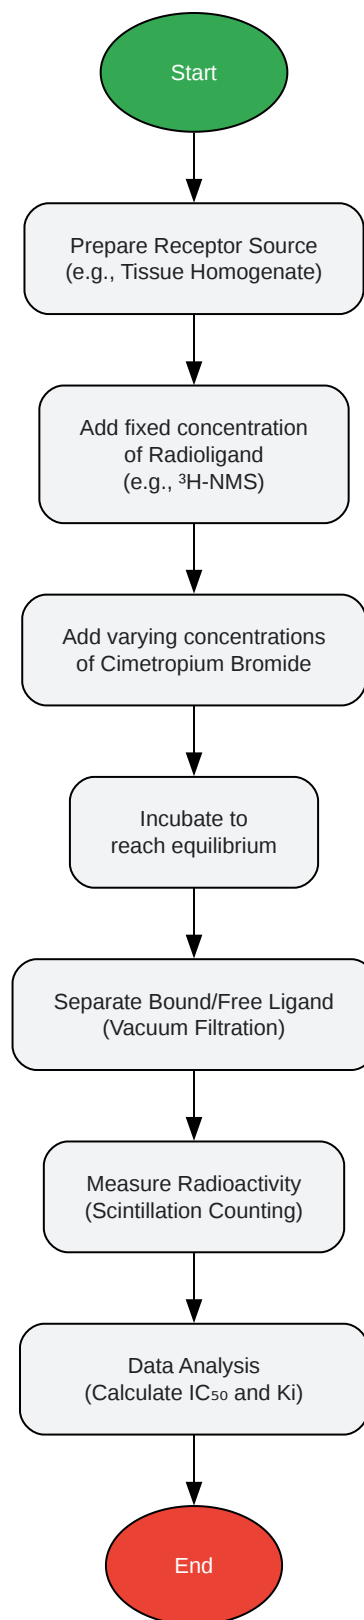 Start
Prepare Receptor Source
(e.g., Tissue Homogenate)
Add fixed concentration
of Radioligand
(e.g., ³H-NMS)
Add varying concentrations
of Cimetropium Bromide
Incubate to
reach equilibrium
Separate Bound/Free Ligand
(Vacuum Filtration)
Measure Radioactivity
(Scintillation Counting)
Data Analysis
(Calculate IC₅₀ and Ki)
End